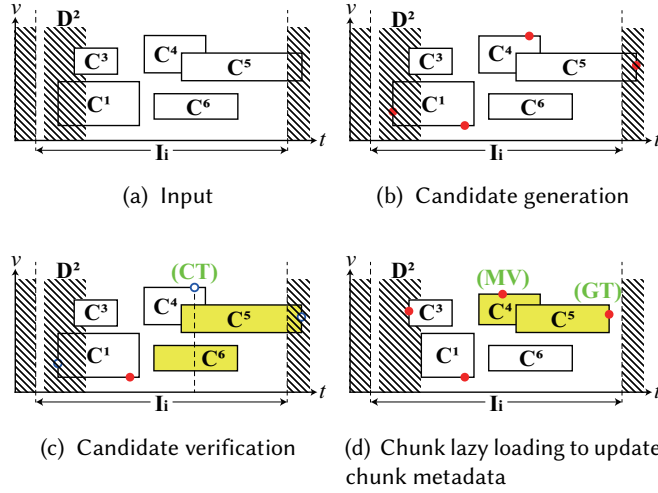 v
D²
C³
C⁴
C⁵
C¹
C⁶
t
Iᵢ
(a) Input
v
D²
C³
C⁴
C⁵
C¹
C⁶
t
Iᵢ
(b) Candidate generation
v
D²
(CT)
C³
C⁴
C⁵
C¹
C⁶
t
Iᵢ
(c) Candidate verification
v
D²
(MV)
(GT)
C³
C⁴
C⁵
C¹
C⁶
t
Iᵢ
(d) Chunk lazy loading to update
chunk metadata